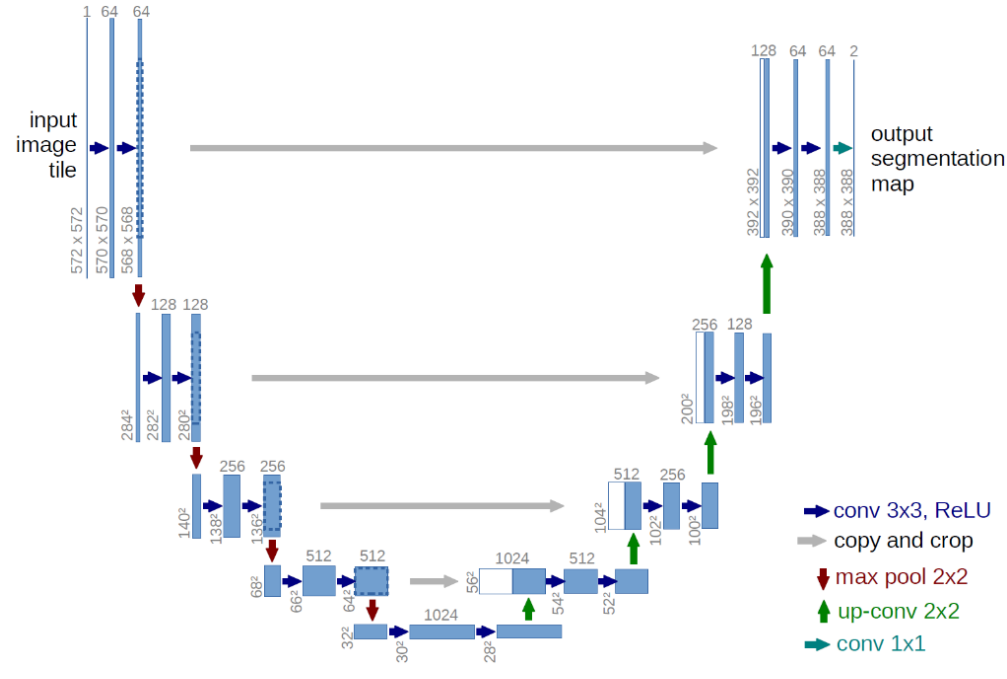 1 64 64
input
image
tile
572 x 572
570 x 570
568 x 568
128 64 64 2
output
segmentation
map
392 x 392
390 x 390
388 x 388
388 x 388
128 128
284²
282²
280²
256 128
200²
198²
196²
256 256
140²
138²
136²
512 256
104²
102²
100²
512 512
68²
66²
64²
1024 512
56²
54²
52²
1024
32²
30²
28²
conv 3x3, ReLU
copy and crop
max pool 2x2
up-conv 2x2
conv 1x1